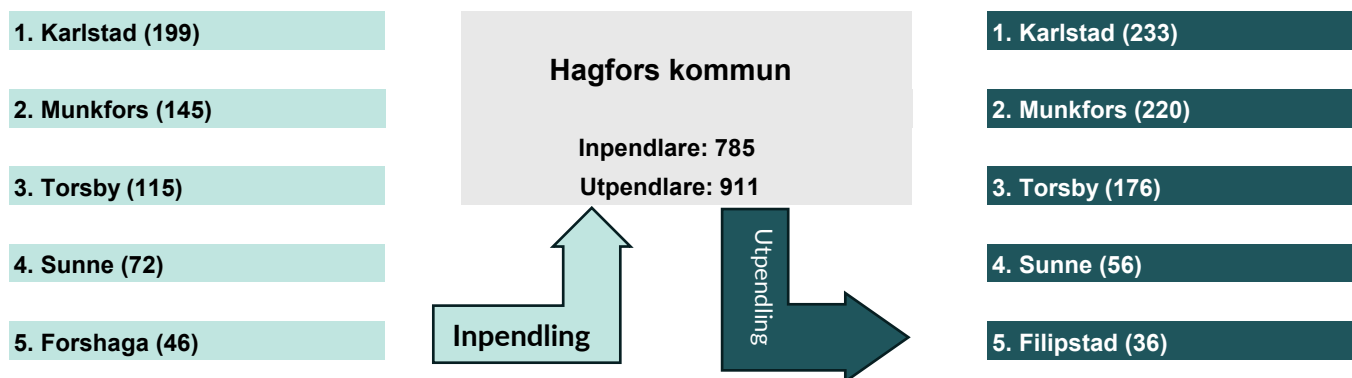 1. Karlstad (199)
2. Munkfors (145)
3. Torsby (115)
4. Sunne (72)
5. Forshaga (46)
Hagfors kommun
Inpendlare: 785
Utpendlare: 911
Inpendling
Utpendling
1. Karlstad (233)
2. Munkfors (220)
3. Torsby (176)
4. Sunne (56)
5. Filipstad (36)